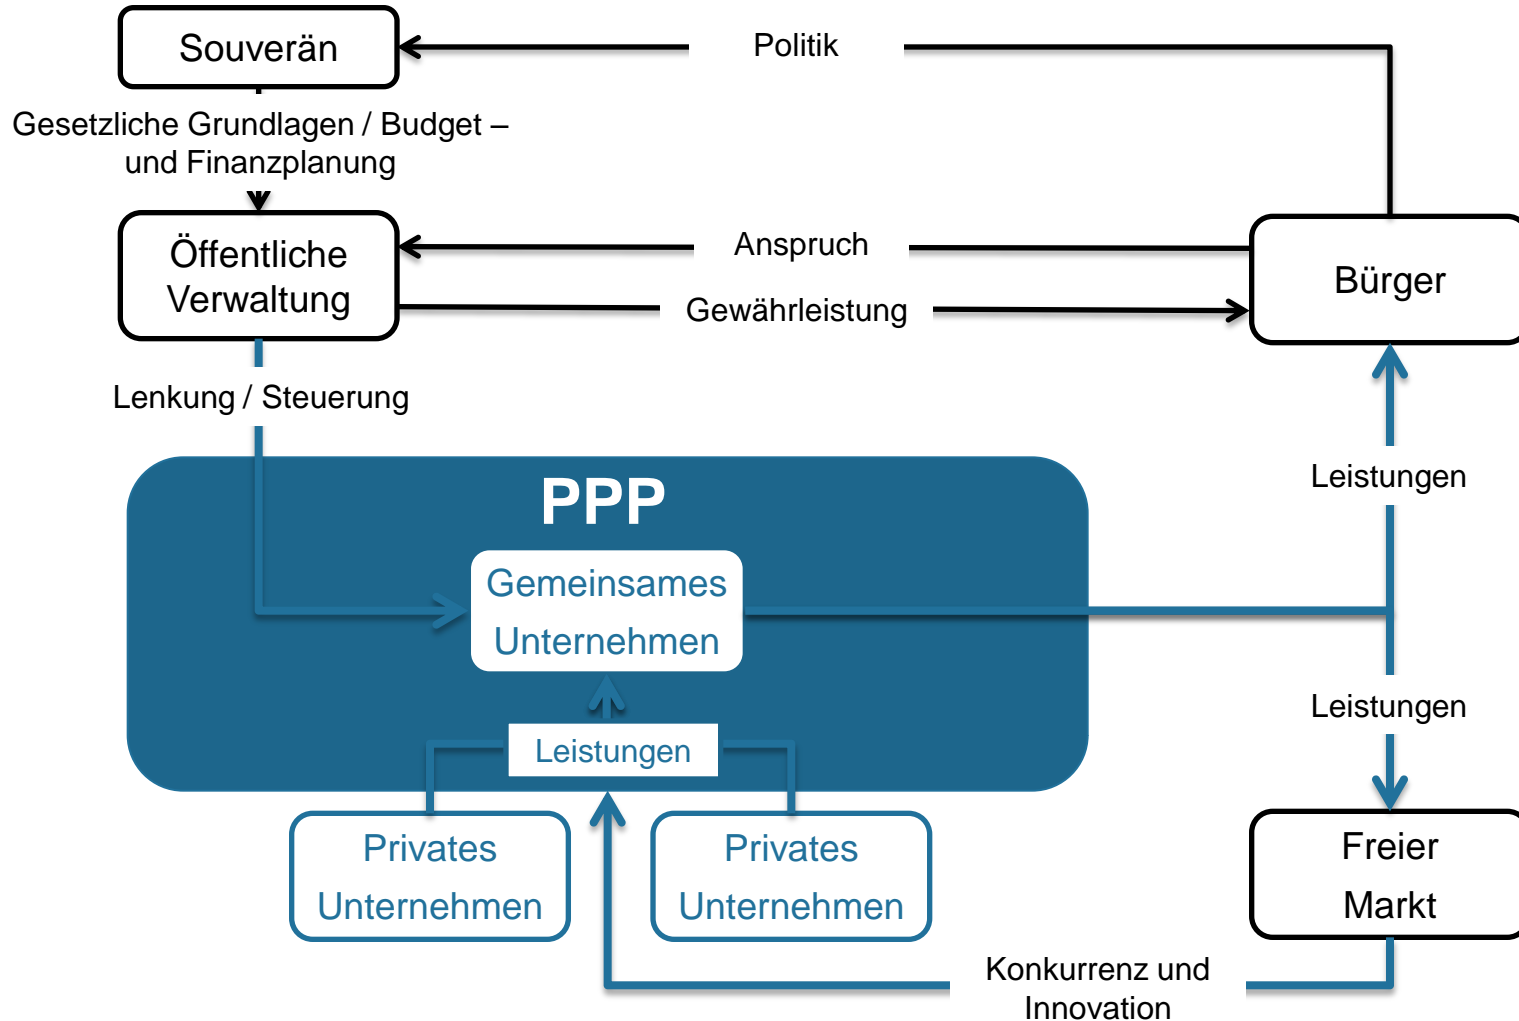 Souverän
Politik
Gesetzliche Grundlagen / Budget –
und Finanzplanung
Öffentliche
Verwaltung
Anspruch
Gewährleistung
Bürger
Lenkung / Steuerung
PPP
Leistungen
Gemeinsames
Unternehmen
Leistungen
Leistungen
Privates
Unternehmen
Privates
Unternehmen
Freier
Markt
Konkurrenz und
Innovation